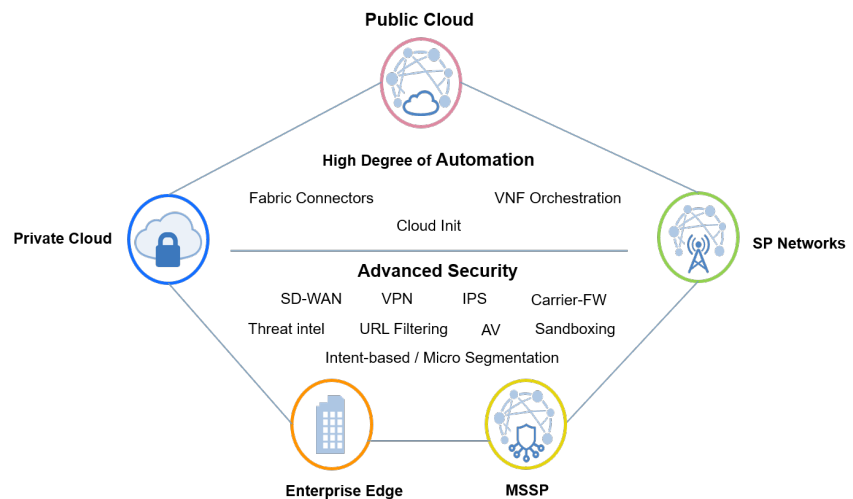 Public Cloud
High Degree of Automation
Fabric Connectors VNF Orchestration
Cloud Init
Private Cloud
SP Networks
Advanced Security
SD-WAN VPN IPS Carrier-FW
Threat intel URL Filtering AV Sandboxing
Intent-based / Micro Segmentation
Enterprise Edge
MSSP